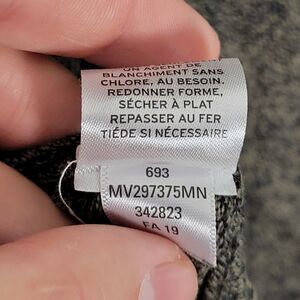 UN AGENT DE
BLANCHIMENT SANS
CHLORE, AU BESOIN.
REDONNER FORME,
SÉCHER À PLAT
REPASSER AU FER
TIÉDE SI NÉCESSAIRE
693
MV297375MN
342823
FA 19